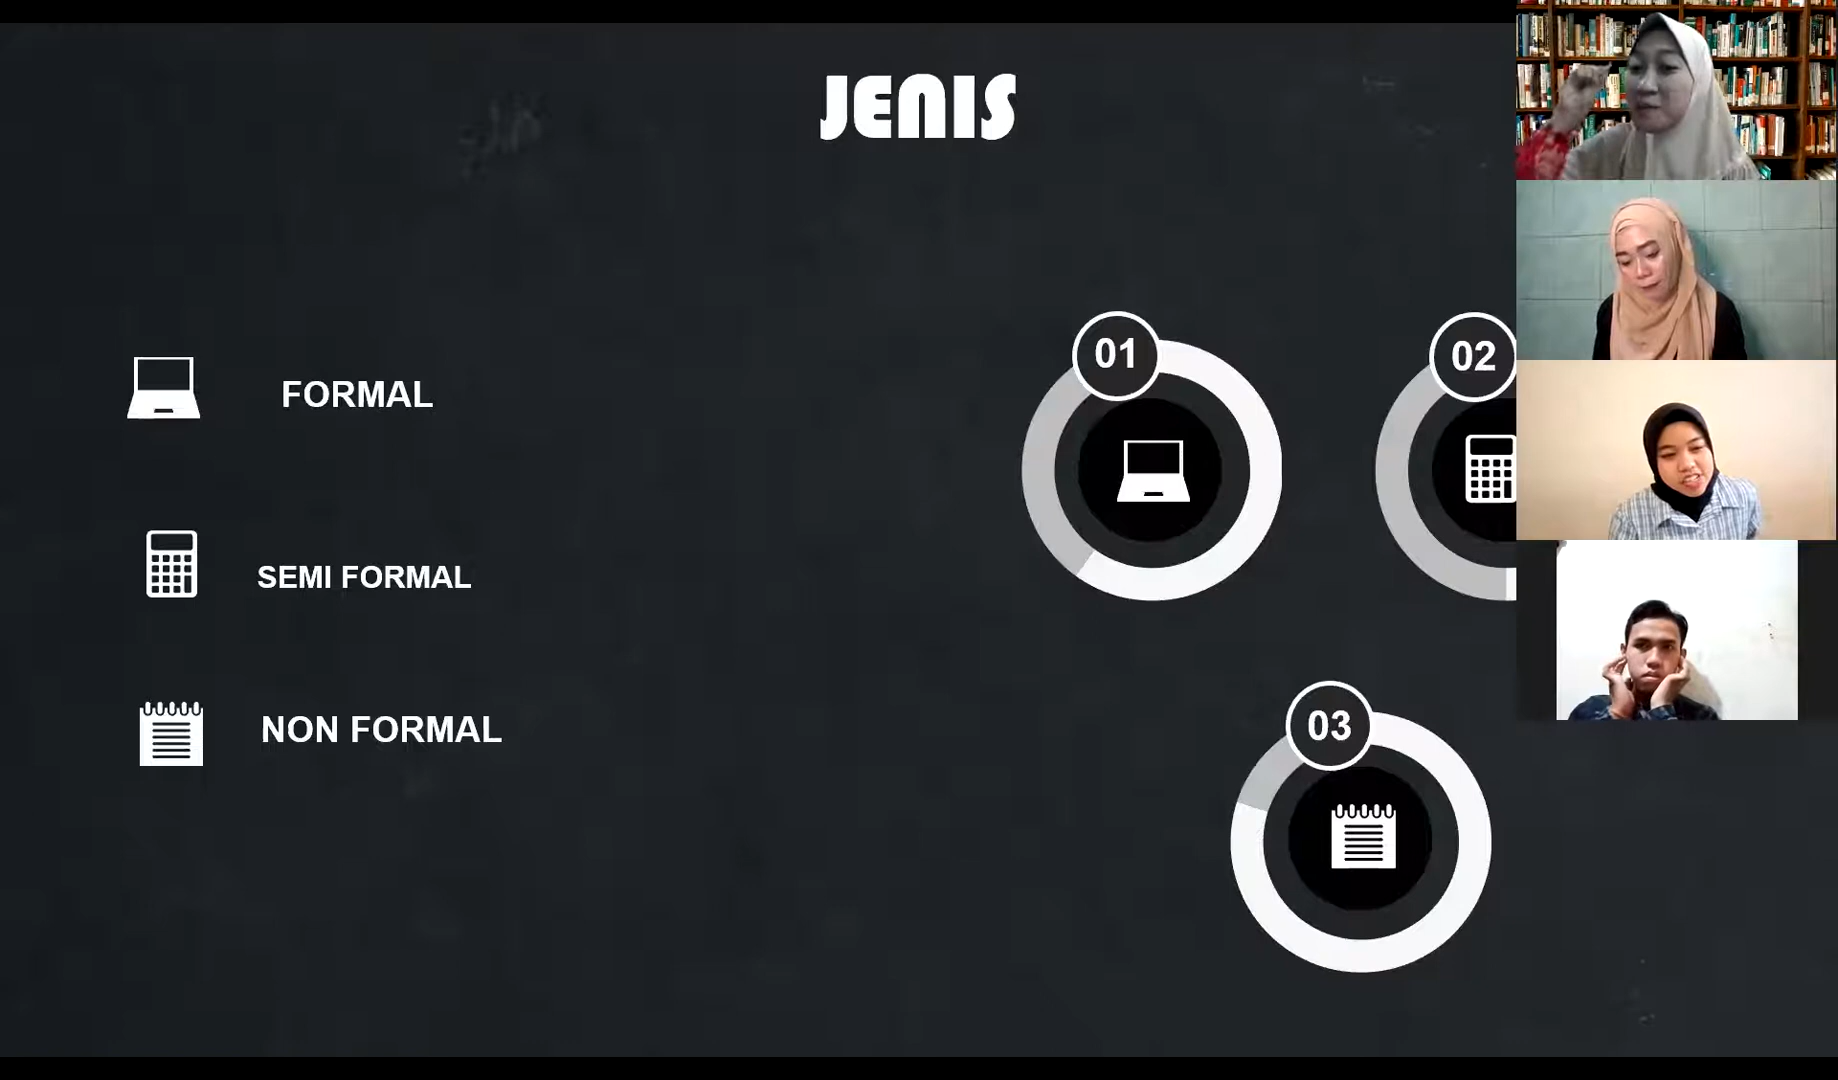 JENIS
FORMAL
SEMI FORMAL
NON FORMAL
01
02
03